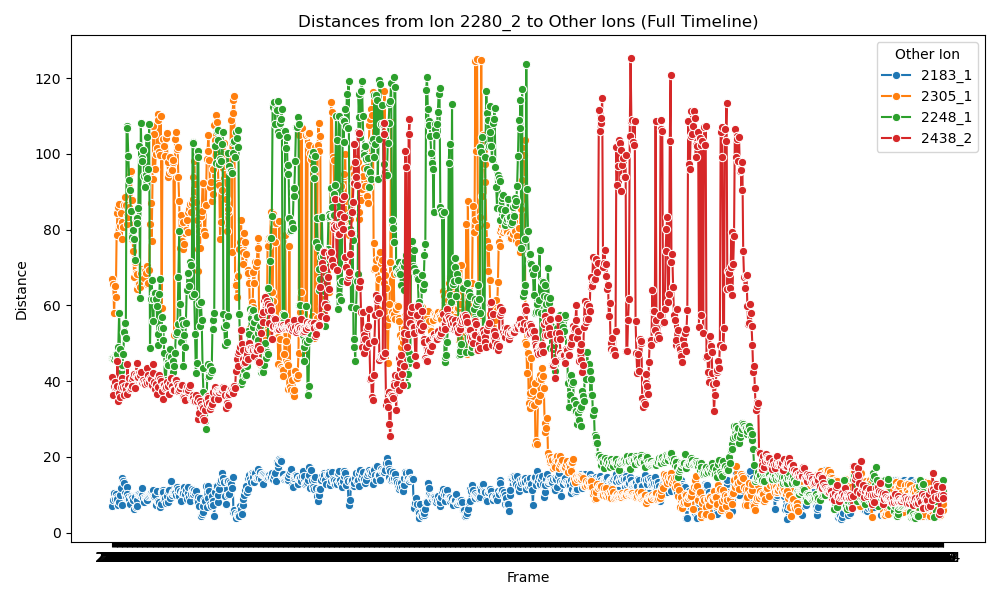 Distances from Ion 2280_2 to Other Ions (Full Timeline)
Other Ion
2183_1
2305_1
2248_1
2438_2
120
100
80
60
40
20
0
Distance
Frame